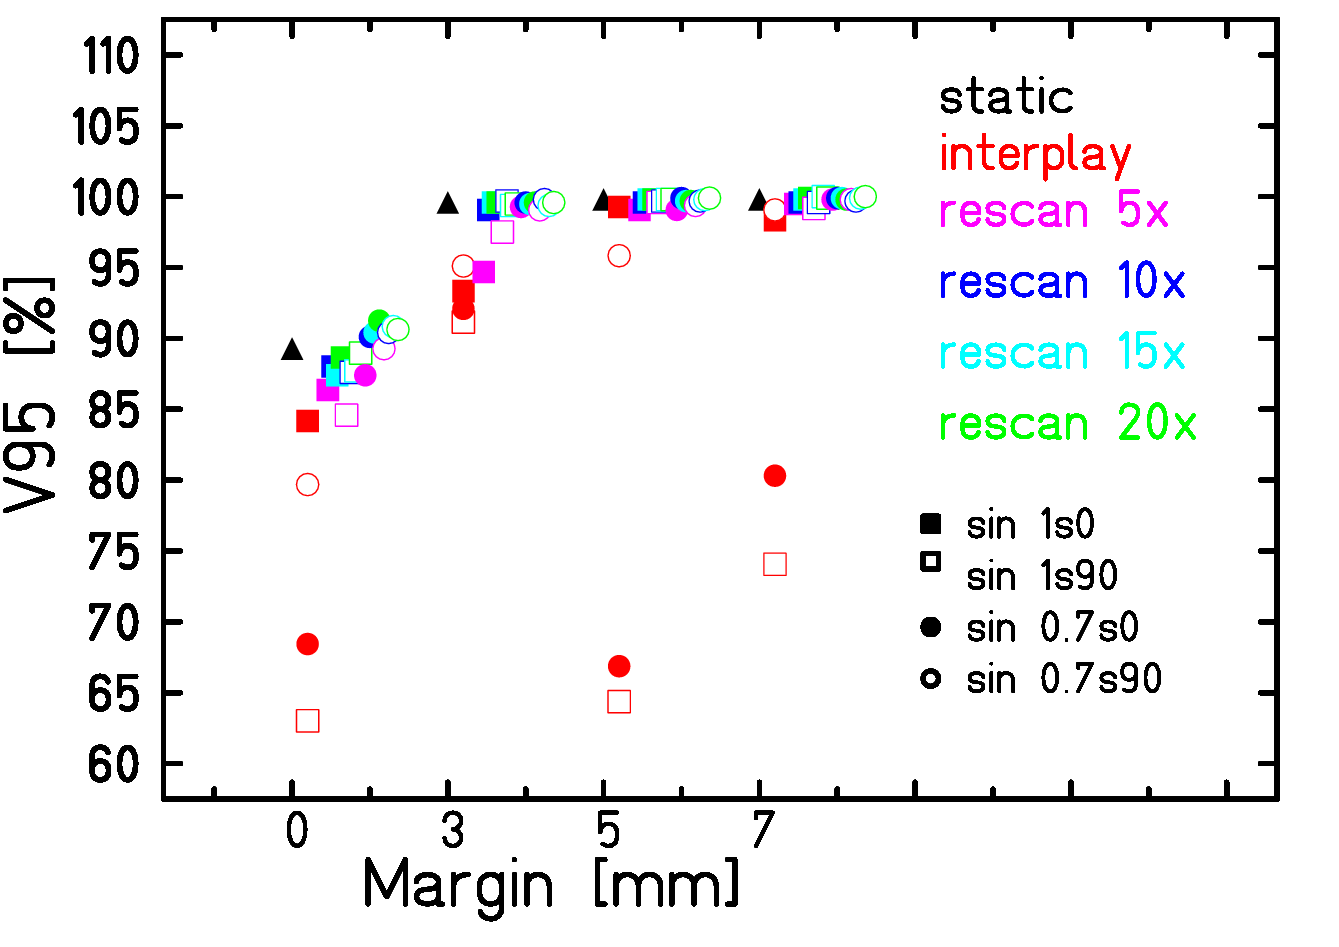 110
105
100
95
90
85
80
75
70
65
60
V95 [%]
0 3 5 7
Margin [mm]
static
interplay
rescan 5x
rescan 10x
rescan 15x
rescan 20x
sin 1s0
sin 1s90
sin 0.7s0
sin 0.7s90